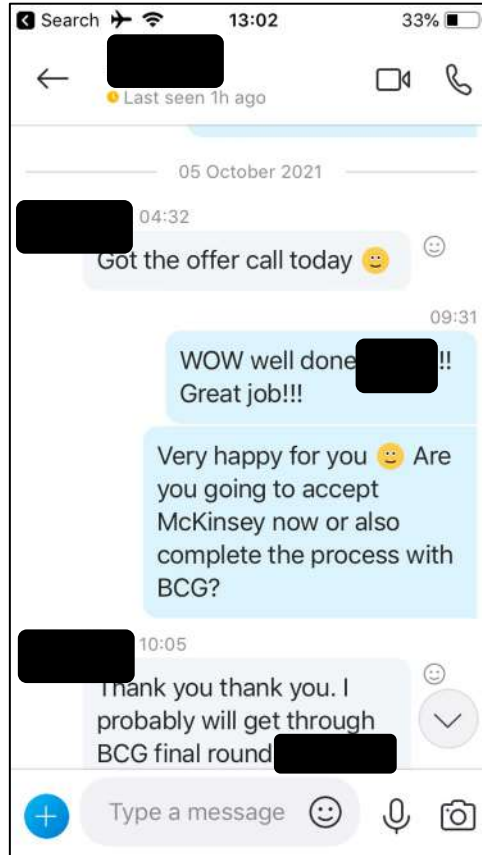 Search 13:02 33%
Last seen 1h ago
05 October 2021
04:32
Got the offer call today
09:31
WOW well done !!
Great job!!!
Very happy for you 🙂 Are
you going to accept
McKinsey now or also
complete the process with
BCG?
10:05
Thank you thank you. I
probably will get through
BCG final round
Type a message